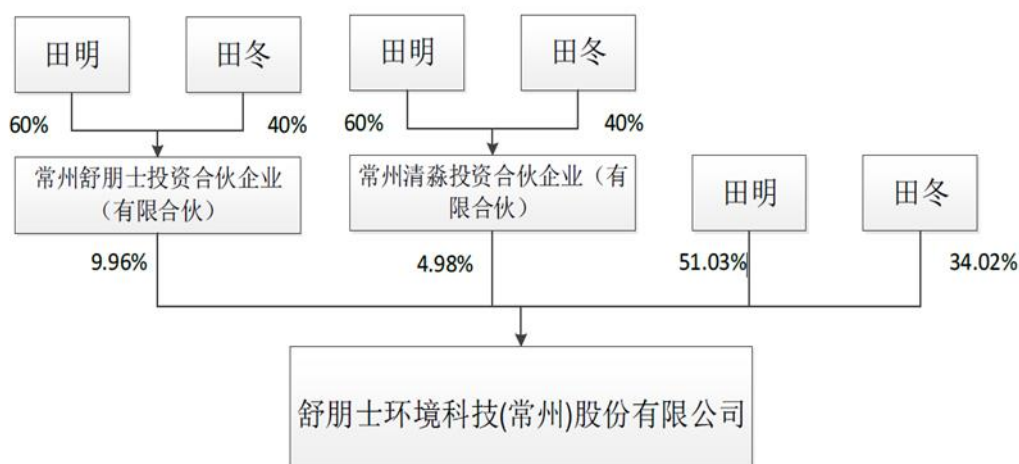 田明
田冬
田明
田冬
60%
40%
60%
40%
常州舒朋士投资合伙企业
（有限合伙）
常州清淼投资合伙企业（有
限合伙）
田明
田冬
9.96%
4.98%
51.03%
34.02%
舒朋士环境科技(常州)股份有限公司